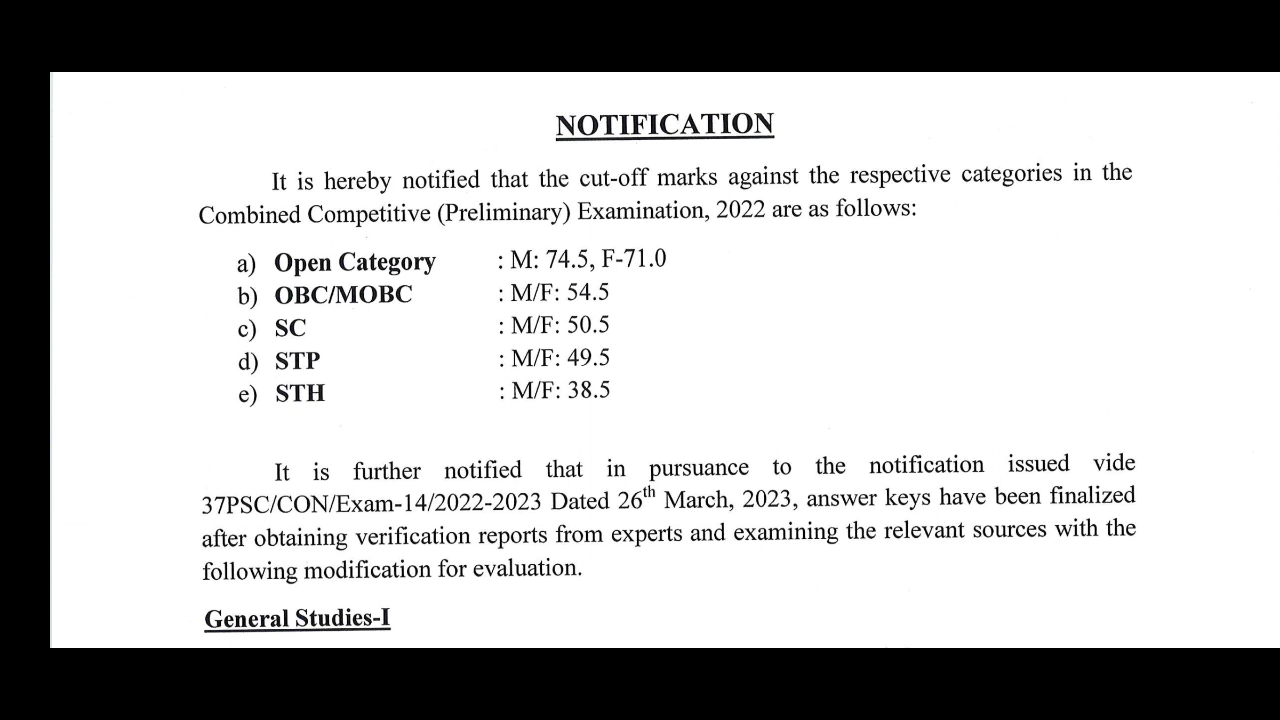 NOTIFICATION
It is hereby notified that the cut-off marks against the respective categories in the
Combined Competitive (Preliminary) Examination, 2022 are as follows:
a) Open Category : M: 74.5, F-71.0
b) OBC/MOBC : M/F: 54.5
c) SC : M/F: 50.5
d) STP : M/F: 49.5
e) STH : M/F: 38.5
It is further notified that in pursuance to the notification issued vide
37PSC/CON/Exam-14/2022-2023 Dated 26th March, 2023, answer keys have been finalized
after obtaining verification reports from experts and examining the relevant sources with the
following modification for evaluation.
General Studies-I